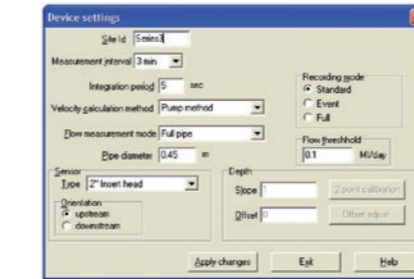 Device settings
Site Id Series3
Measurement interval 3 min
Integration period 5 sec
Velocity calculation method Pump method
Flow measurement mode Full pipe
Pipe diameter 0.45 m
Recording mode
Standard
Event
Full
Flow threshhold
0.1 Ml/day
Sensor
Type 2" Insert head
Orientation
upstream
downstream
Depth
Slope 1 2 point calibration
Offset 0 Offset adjust
Apply changes Exit Help